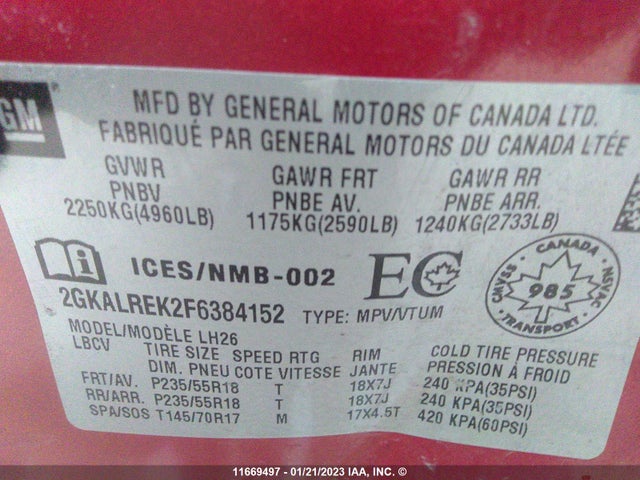 GM
MFD BY GENERAL MOTORS OF CANADA LTD.
FABRIQUÉ PAR GENERAL MOTORS DU CANADA LTÉE
GVWR GAWR FRT GAWR RR
PNBV PNBE AV. PNBE ARR.
2250KG(4960LB) 1175KG(2590LB) 1240KG(2733LB)
ICES/NMB-002 EC
CANADA
CAVES NSVAC
985
TRANSPORT
2GKALREK2F6384152 TYPE: MPV/VTUM
MODEL/MODÈLE LH26
LBCV TIRE SIZE SPEED RTG RIM COLD TIRE PRESSURE
DIM. PNEU COTE VITESSE JANTE PRESSION À FROID
FRT/AV. P235/55R18 T 18X7J 240 KPA(35PSI)
RR/ARR. P235/55R18 T 18X7J 240 KPA(35PSI)
SPA/SOS T145/70R17 M 17X4.5T 420 KPA(60PSI)
11669497 - 01/21/2023 IAA, INC. ©